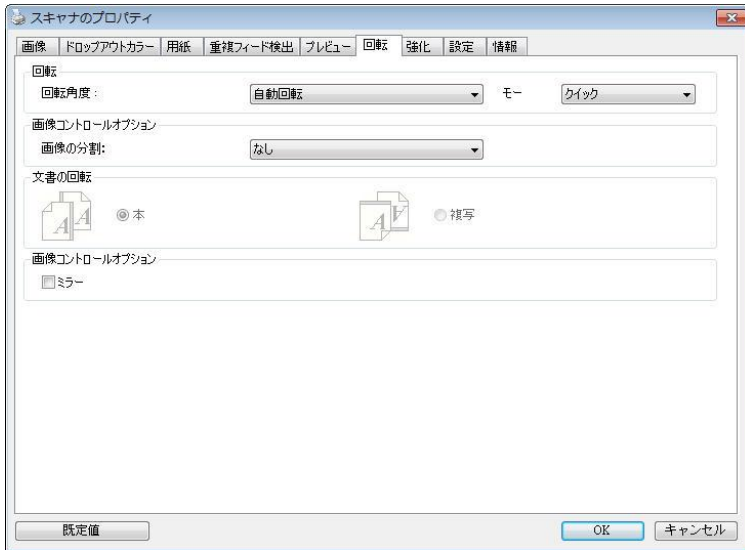 スキャナのプロパティ
画像 ドロップアウトカラー 用紙 重複フィード検出 プレビュー 回転 強化 設定 情報
回転
回転角度: 自動回転 モー クイック
画像コントロールオプション
画像の分割: なし
文書の回転
A A 本 A A 複写
画像コントロールオプション
ミラー
既定値 OK キャンセル